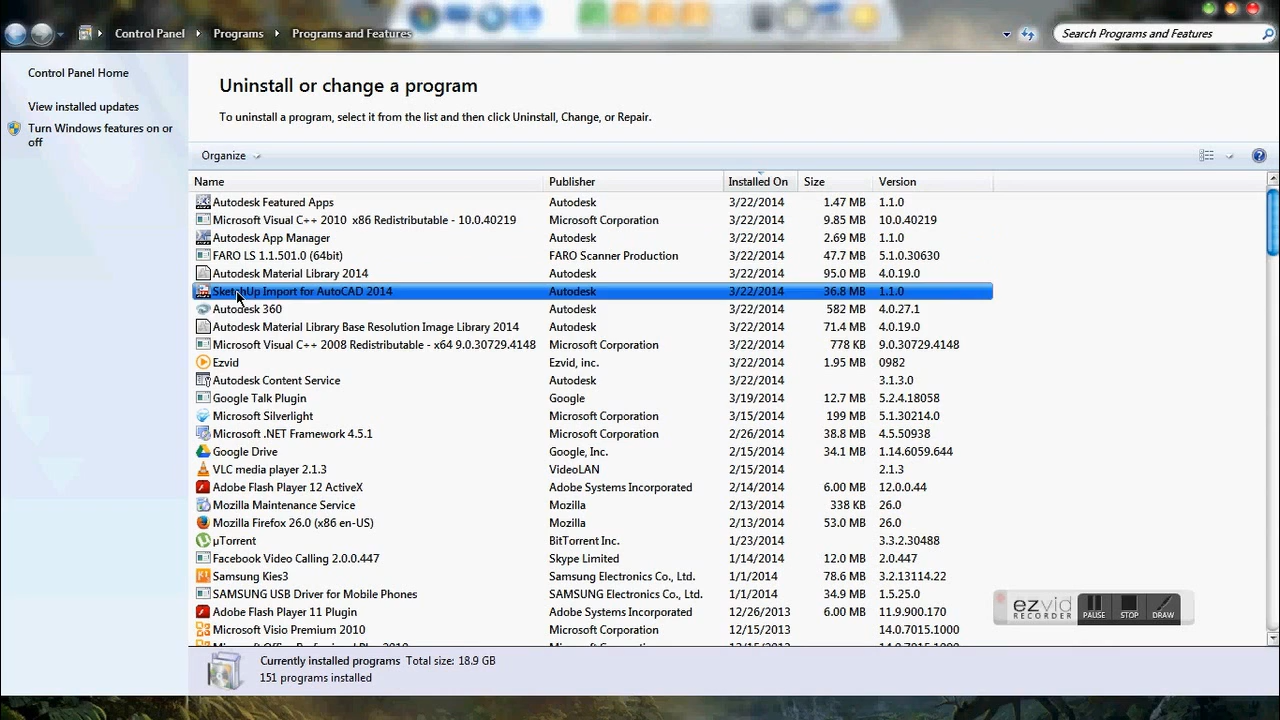 Control Panel Programs Programs and Features Search Programs and Features
Control Panel Home
View installed updates
Turn Windows features on or
off
Uninstall or change a program
To uninstall a program, select it from the list and then click Uninstall, Change, or Repair.
Organize
Name Publisher Installed On Size Version
Autodesk Featured Apps Autodesk 3/22/2014 1.47 MB 1.1.0
Microsoft Visual C++ 2010 x86 Redistributable - 10.0.40219 Microsoft Corporation 3/22/2014 9.85 MB 10.0.40219
Autodesk App Manager Autodesk 3/22/2014 2.69 MB 1.1.0
FARO LS 1.1.501.0 (64bit) FARO Scanner Production 3/22/2014 47.7 MB 5.1.0.30630
Autodesk Material Library 2014 Autodesk 3/22/2014 95.0 MB 4.0.19.0
SketchUp Import for AutoCAD 2014 Autodesk 3/22/2014 36.8 MB 1.1.0
Autodesk 360 Autodesk 3/22/2014 582 MB 4.0.27.1
Autodesk Material Library Base Resolution Image Library 2014 Autodesk 3/22/2014 71.4 MB 4.0.19.0
Microsoft Visual C++ 2008 Redistributable - x64 9.0.30729.4148 Microsoft Corporation 3/22/2014 778 KB 9.0.30729.4148
Ezvid Ezvid, inc. 3/22/2014 1.95 MB 0982
Autodesk Content Service Autodesk 3/22/2014 3.1.3.0
Google Talk Plugin Google 3/19/2014 12.7 MB 5.2.4.18058
Microsoft Silverlight Microsoft Corporation 3/15/2014 199 MB 5.1.30214.0
Microsoft .NET Framework 4.5.1 Microsoft Corporation 2/26/2014 38.8 MB 4.5.50938
Google Drive Google, Inc. 2/15/2014 34.1 MB 1.14.6059.644
VLC media player 2.1.3 VideoLAN 2/15/2014 2.1.3
Adobe Flash Player 12 ActiveX Adobe Systems Incorporated 2/14/2014 6.00 MB 12.0.0.44
Mozilla Maintenance Service Mozilla 2/13/2014 338 KB 26.0
Mozilla Firefox 26.0 (x86 en-US) Mozilla 2/13/2014 53.0 MB 26.0
µTorrent BitTorrent Inc. 1/23/2014 3.3.2.30488
Facebook Video Calling 2.0.0.447 Skype Limited 1/14/2014 12.0 MB 2.0.447
Samsung Kies3 Samsung Electronics Co., Ltd. 1/1/2014 78.6 MB 3.2.13114.22
SAMSUNG USB Driver for Mobile Phones SAMSUNG Electronics Co., Ltd. 1/1/2014 34.9 MB 1.5.25.0
Adobe Flash Player 11 Plugin Adobe Systems Incorporated 12/26/2013 6.00 MB 11.9.900.170
Microsoft Visio Premium 2010 Microsoft Corporation 12/15/2013 14.0.7015.1000
ezvid
RECORDER PAUSE STOP DRAW
Currently installed programs Total size: 18.9 GB
151 programs installed